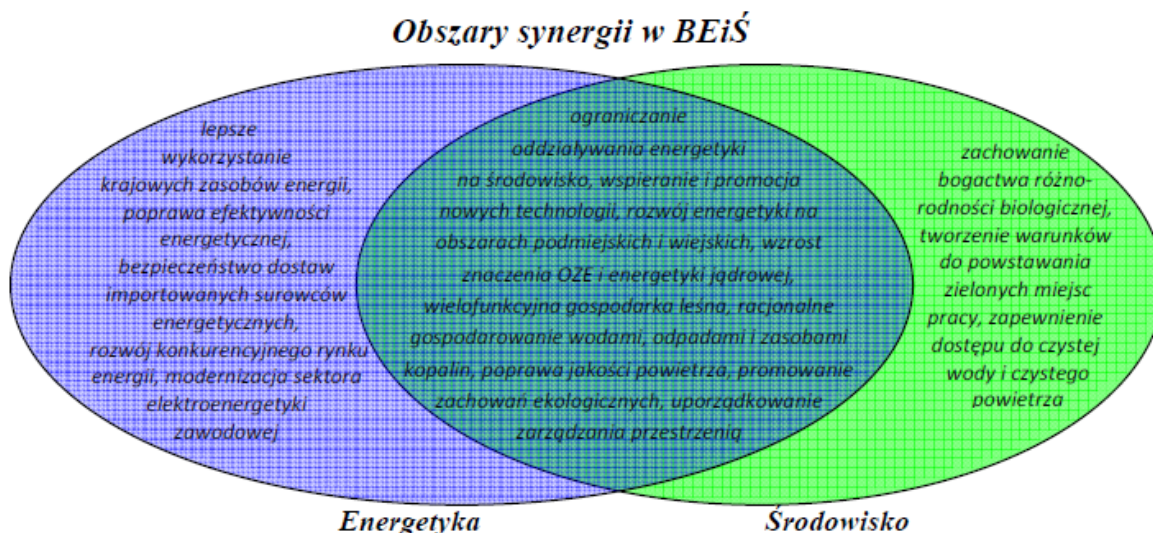 Obszary synergii w BEiŚ
lepsze
wykorzystanie
krajowych zasobów energii,
poprawa efektywności
energetycznej,
bezpieczeństwo dostaw
importowanych surowców
energetycznych,
rozwój konkurencyjnego rynku
energii, modernizacja sektora
elektroenergetyki
zawodowej
ograniczanie
oddziaływania energetyki
na środowisko, wspieranie i promocja
nowych technologii, rozwój energetyki na
obszarach podmiejskich i wiejskich, wzrost
znaczenia OZE i energetyki jądrowej,
wielofunkcyjna gospodarka leśna, racjonalne
gospodarowanie wodami, odpadami i zasobami
kopalin, poprawa jakości powietrza, promowanie
zachowań ekologicznych, uporządkowanie
zarządzania przestrzenią
zachowanie
bogactwa różno-
rodności biologicznej,
tworzenie warunków
do powstawania
zielonych miejsc
pracy, zapewnienie
dostępu do czystej
wody i czystego
powietrza
Energetyka
Środowisko